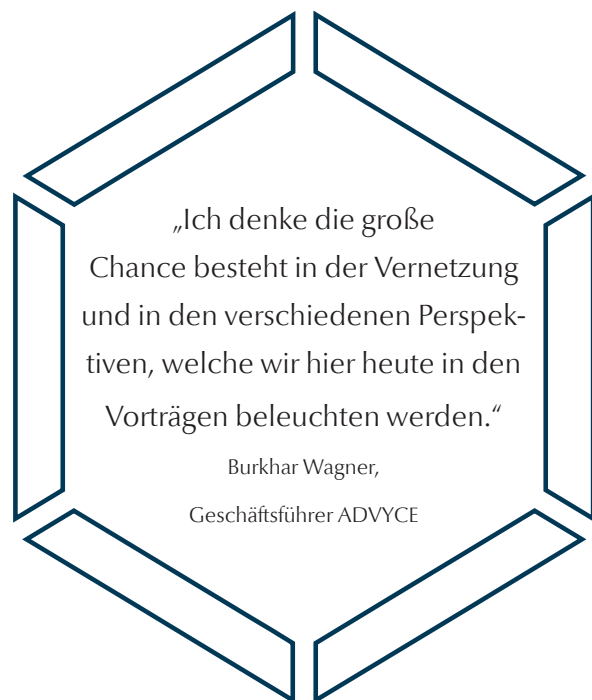 „Ich denke die große
Chance besteht in der Vernetzung
und in den verschiedenen Perspek-
tiven, welche wir hier heute in den
Vorträgen beleuchten werden.“
Burkhar Wagner,
Geschäftsführer ADVYCE